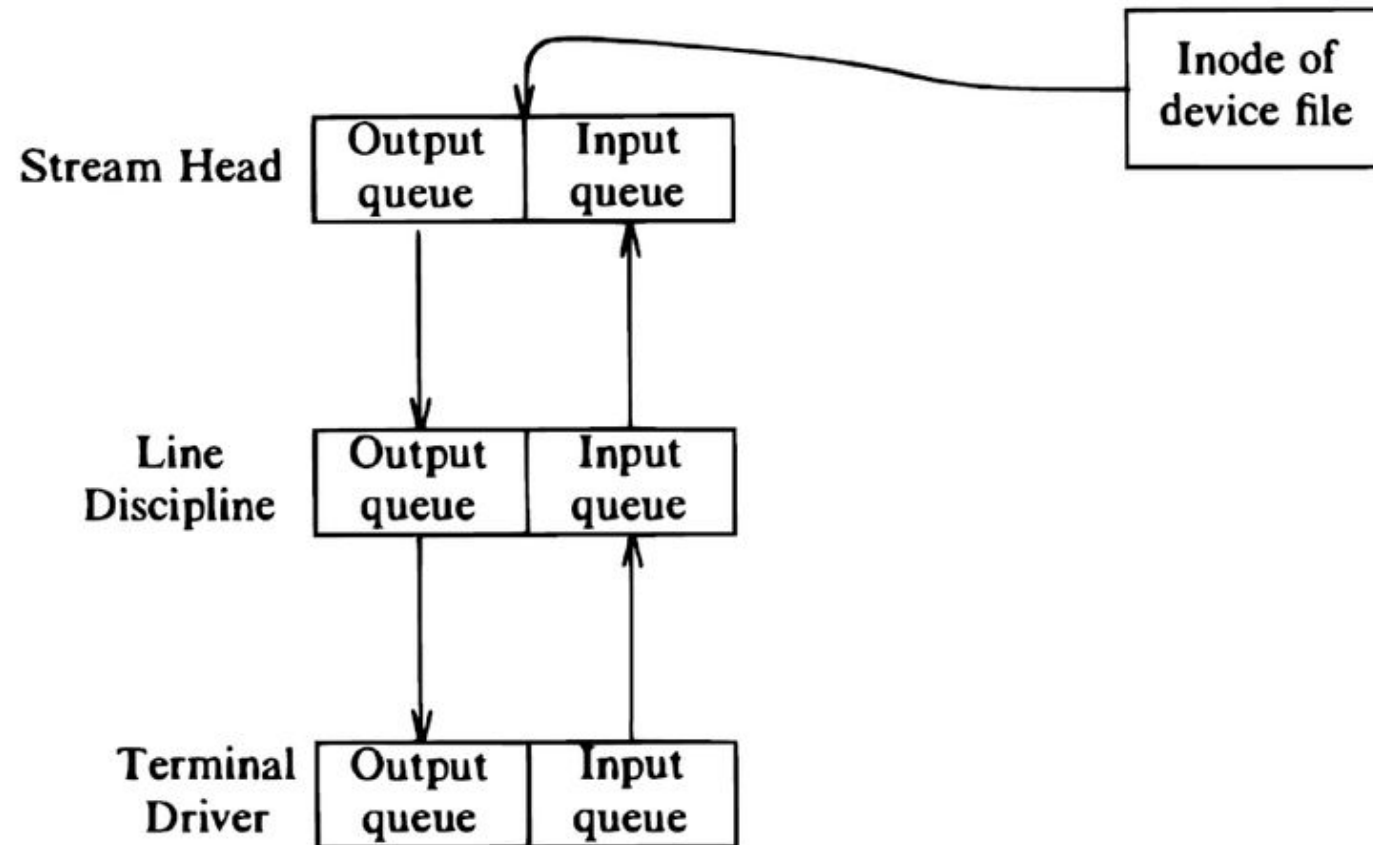 Inode of
device file
Stream Head
Output
queue
Input
queue
Line
Discipline
Output
queue
Input
queue
Terminal
Driver
Output
queue
Input
queue